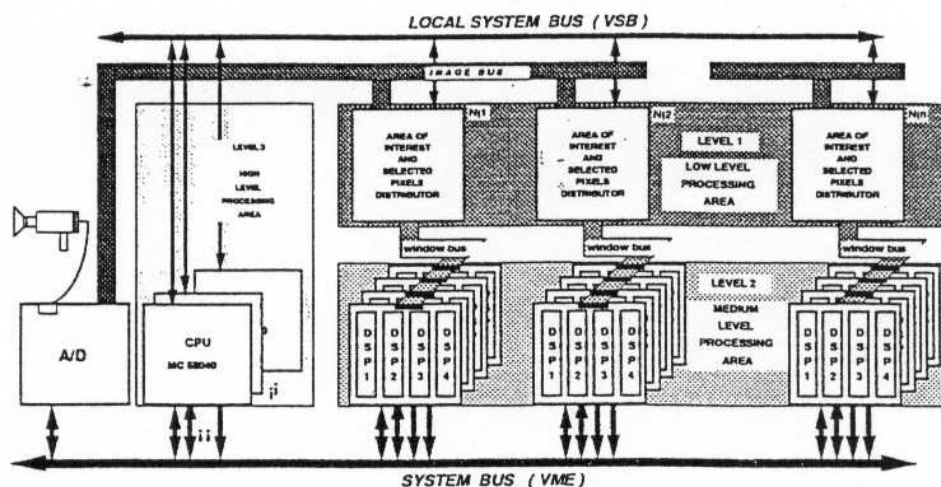 LOCAL SYSTEM BUS ( VSB )
IMAGE BUS
LEVEL 3
HIGH
LEVEL
PROCESSING
AREA
AREA OF
INTEREST
AND
SELECTED
PIXELS
DISTRIBUTOR
AREA OF
INTEREST
AND
SELECTED
PIXELS
DISTRIBUTOR
LEVEL 1
LOW LEVEL
PROCESSING
AREA
AREA OF
INTEREST
AND
SELECTED
PIXELS
DISTRIBUTOR
window bus
window bus
window bus
LEVEL 2
MEDIUM
LEVEL
PROCESSING
AREA
A/D
CPU
DSP1
DSP2
DSP3
DSP4
DSP1
DSP2
DSP3
DSP4
DSP1
DSP2
DSP3
DSP4
SYSTEM BUS ( VME )